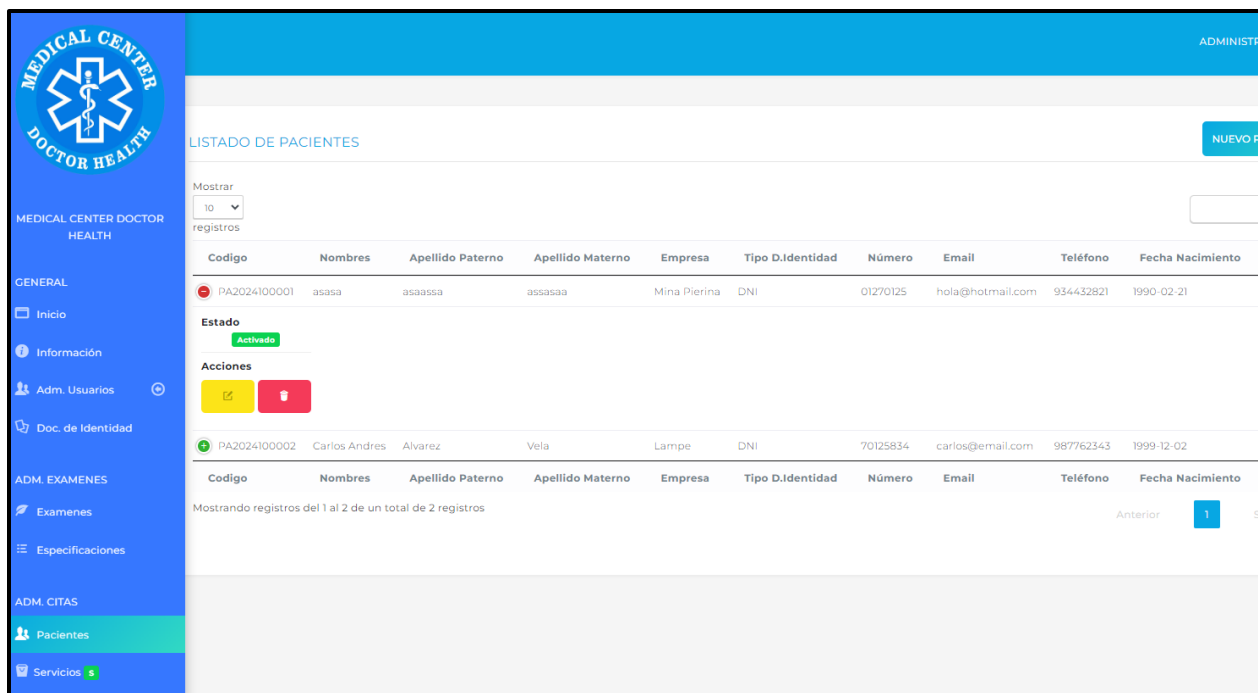 MEDICAL CENTER
DOCTOR HEALTH
MEDICAL CENTER DOCTOR
HEALTH
GENERAL
Inicio
Información
Adm. Usuarios
Doc. de Identidad
ADM. EXAMENES
Examenes
Especificaciones
ADM. CITAS
Pacientes
Servicios S
ADMINISTR
LISTADO DE PACIENTES
NUEVO P
Mostrar
10
registros
Codigo Nombres Apellido Paterno Apellido Materno Empresa Tipo D.Identidad Número Email Teléfono Fecha Nacimiento
PA2024100001 asasa asaassa assasaa Mina Pierina DNI 01270125 hola@hotmail.com 934432821 1990-02-21
Estado
Activado
Acciones
PA2024100002 Carlos Andres Alvarez Vela Lampe DNI 70125834 carlos@email.com 987762343 1999-12-02
Codigo Nombres Apellido Paterno Apellido Materno Empresa Tipo D.Identidad Número Email Teléfono Fecha Nacimiento
Mostrando registros del 1 al 2 de un total de 2 registros
Anterior 1 S